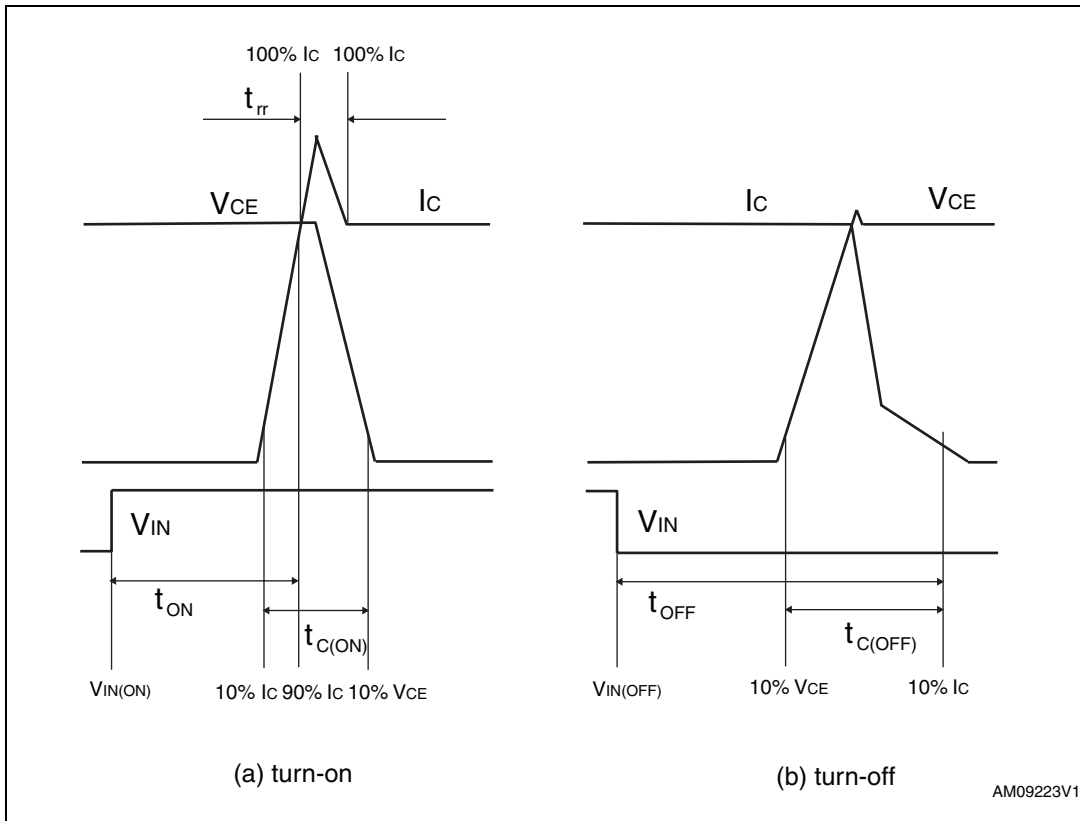 100% IC 100% IC
trr
VCE IC
IC VCE
VIN
VIN
tON
tOFF
tC(ON)
tC(OFF)
VIN(ON) 10% IC 90% IC 10% VCE
VIN(OFF) 10% VCE 10% IC
(a) turn-on
(b) turn-off
AM09223V1